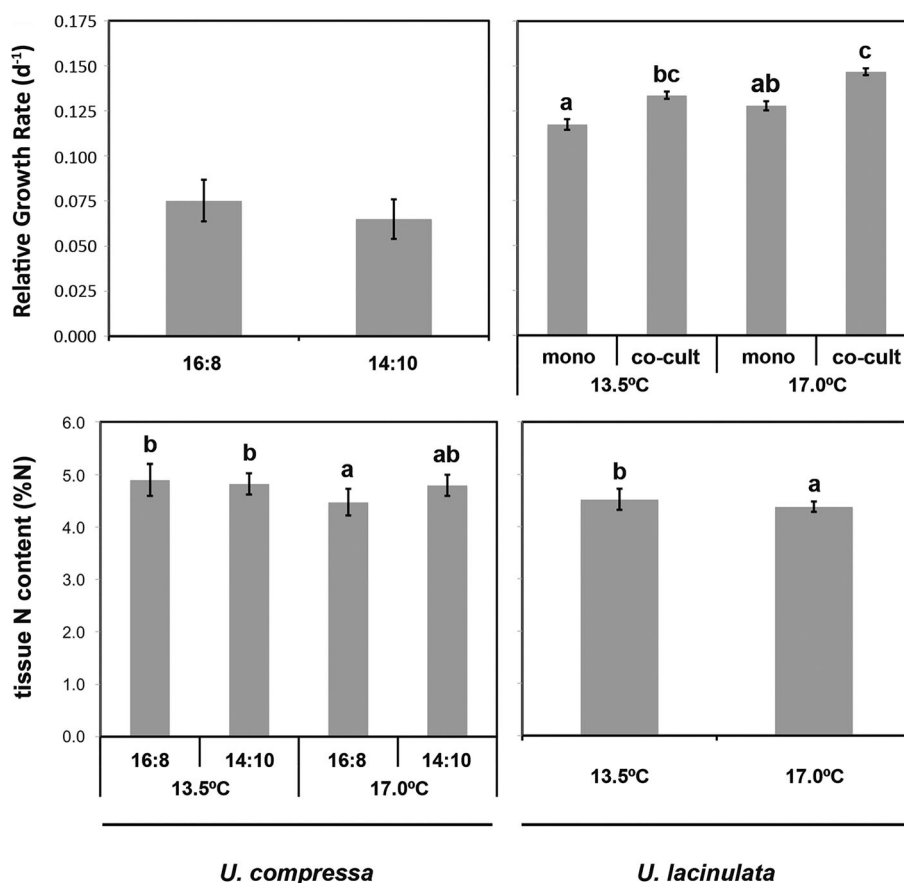 Relative Growth Rate (d-1)
0.175
0.150
0.125
0.100
0.075
0.050
0.025
0.000
16:8 14:10
a bc ab c
mono co-cult mono co-cult
13.5ºC 17.0ºC
tissue N content (%N)
6.0
5.0
4.0
3.0
2.0
1.0
0.0
b b a ab
16:8 14:10 16:8 14:10
13.5ºC 17.0ºC
b a
13.5ºC 17.0ºC
U. compressa U. lacinulata